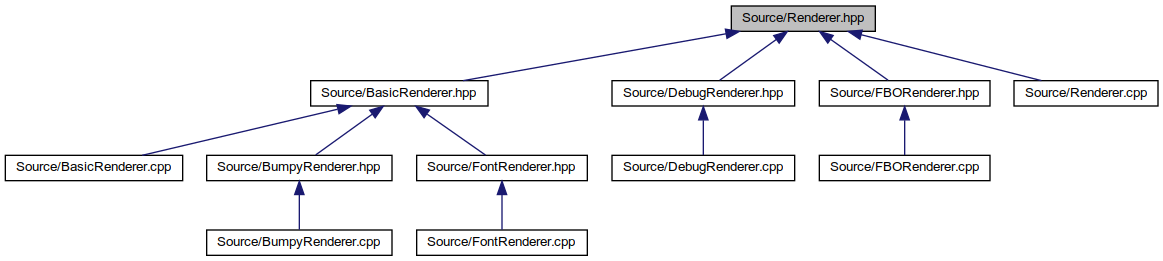 Source/Renderer.hpp
Source/BasicRenderer.hpp
Source/DebugRenderer.hpp
Source/FBORenderer.hpp
Source/Renderer.cpp
Source/BasicRenderer.cpp
Source/BumpyRenderer.hpp
Source/FontRenderer.hpp
Source/DebugRenderer.cpp
Source/FBORenderer.cpp
Source/BumpyRenderer.cpp
Source/FontRenderer.cpp